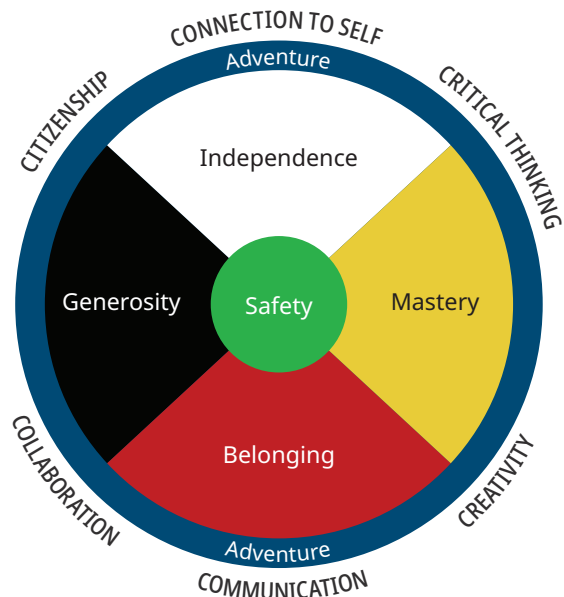 CONNECTION TO SELF
Adventure
CITIZENSHIP
CRITICAL THINKING
Independence
Generosity
Safety
Mastery
Belonging
COLLABORATION
CREATIVITY
Adventure
COMMUNICATION